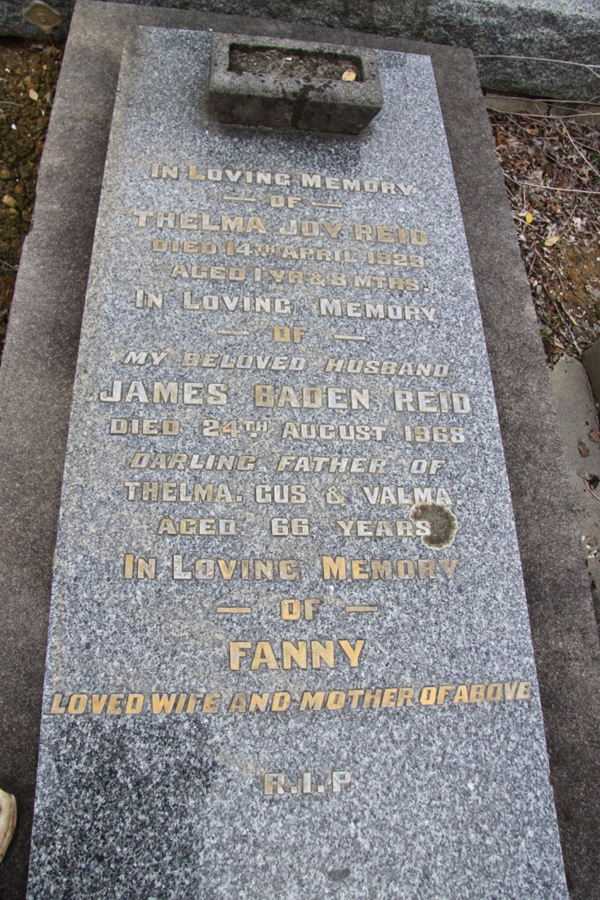 IN LOVING MEMORY
— OF —
THELMA JOY REID
DIED 14TH APRIL 1929
AGED 1 YR & 8 MTHS.
IN LOVING MEMORY
— OF —
MY BELOVED HUSBAND
JAMES BADEN REID
DIED 24TH AUGUST 1968
DARLING FATHER OF
THELMA. GUS & VALMA.
AGED 66 YEARS
IN LOVING MEMORY
— OF —
FANNY
LOVED WIFE AND MOTHER OF ABOVE
R.I.P